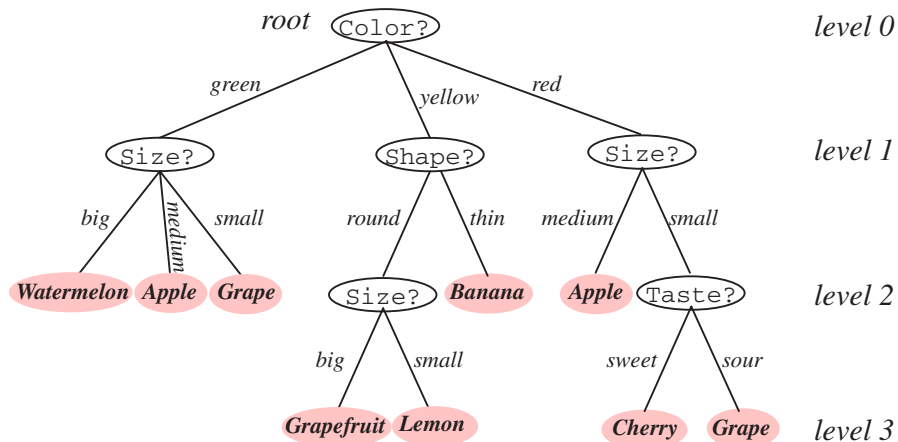 root Color? level 0
green yellow red
Size? Shape? Size? level 1
big medium small round thin medium small
Watermelon Apple Grape Size? Banana Apple Taste? level 2
big small sweet sour
Grapefruit Lemon Cherry Grape level 3